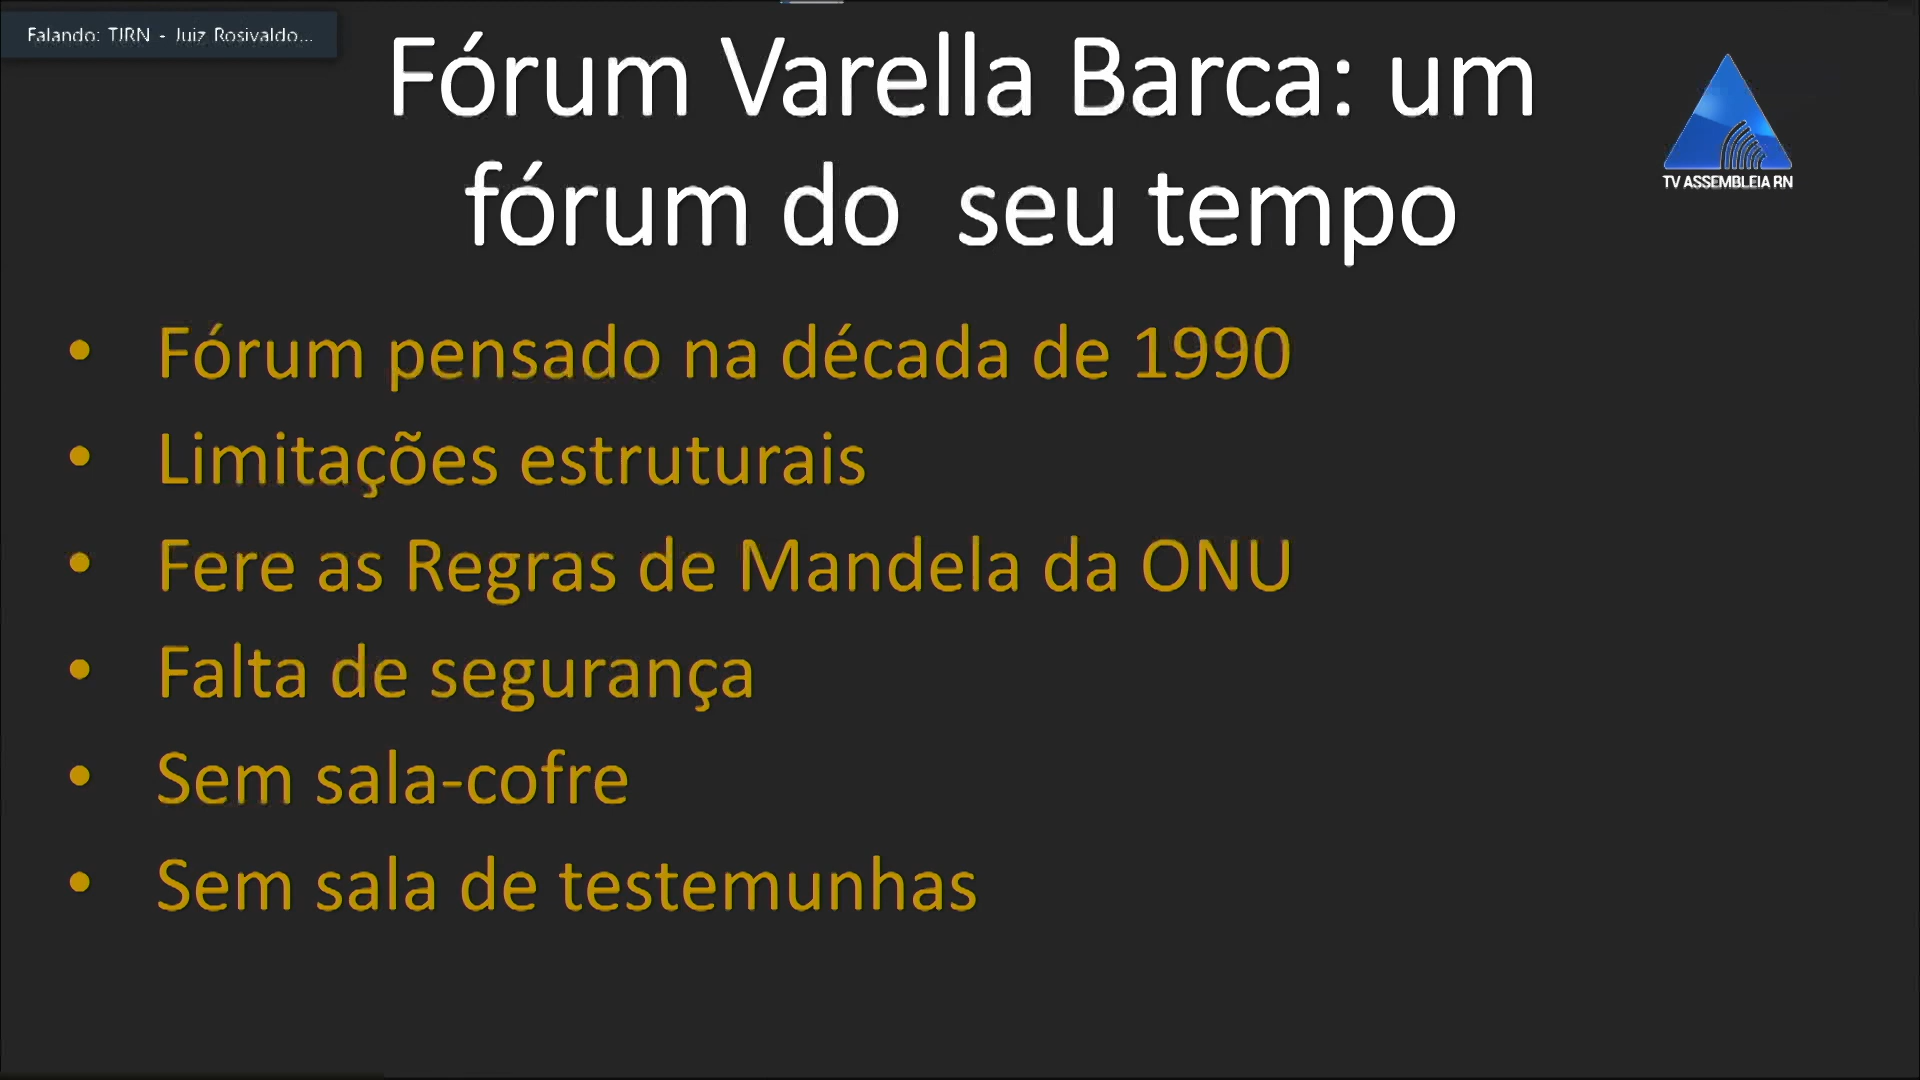 Falando: TJRN - Juiz Rosivaldo...
Fórum Varella Barca: um
fórum do  seu tempo
TV ASSEMBLEIA RN
• Fórum pensado na década de 1990
• Limitações estruturais
• Fere as Regras de Mandela da ONU
• Falta de segurança
• Sem sala-cofre
• Sem sala de testemunhas